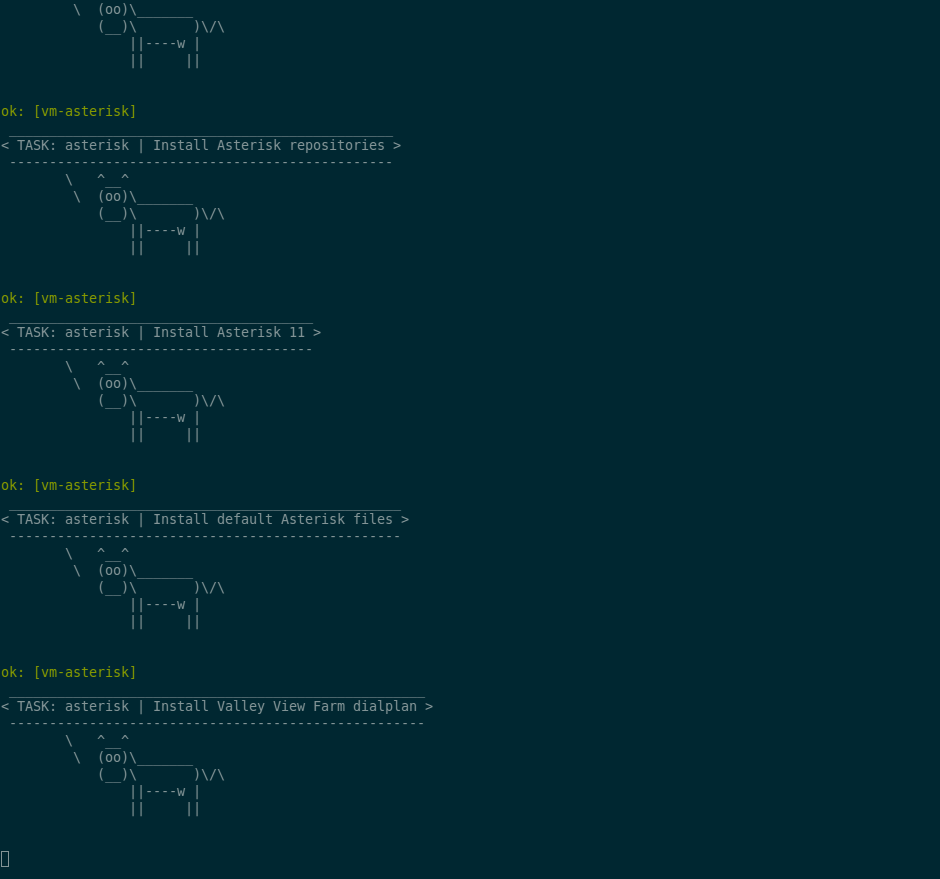 \  (oo)\_______
            (__)\       )\/\
                ||----w |
                ||     ||


ok: [vm-asterisk]
 ________________________________________________
< TASK: asterisk | Install Asterisk repositories >
 ------------------------------------------------
        \   ^__^
         \  (oo)\_______
            (__)\       )\/\
                ||----w |
                ||     ||


ok: [vm-asterisk]
 ______________________________________
< TASK: asterisk | Install Asterisk 11 >
 --------------------------------------
        \   ^__^
         \  (oo)\_______
            (__)\       )\/\
                ||----w |
                ||     ||


ok: [vm-asterisk]
 _________________________________________________
< TASK: asterisk | Install default Asterisk files >
 -------------------------------------------------
        \   ^__^
         \  (oo)\_______
            (__)\       )\/\
                ||----w |
                ||     ||


ok: [vm-asterisk]
 ____________________________________________________
< TASK: asterisk | Install Valley View Farm dialplan >
 ----------------------------------------------------
        \   ^__^
         \  (oo)\_______
            (__)\       )\/\
                ||----w |
                ||     ||